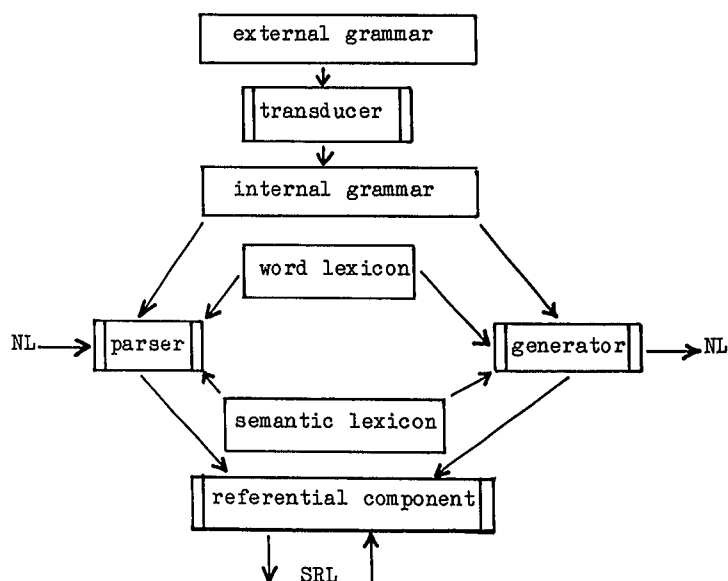 external grammar
transducer
internal grammar
word lexicon
NL parser generator NL
semantic lexicon
referential component
SRL